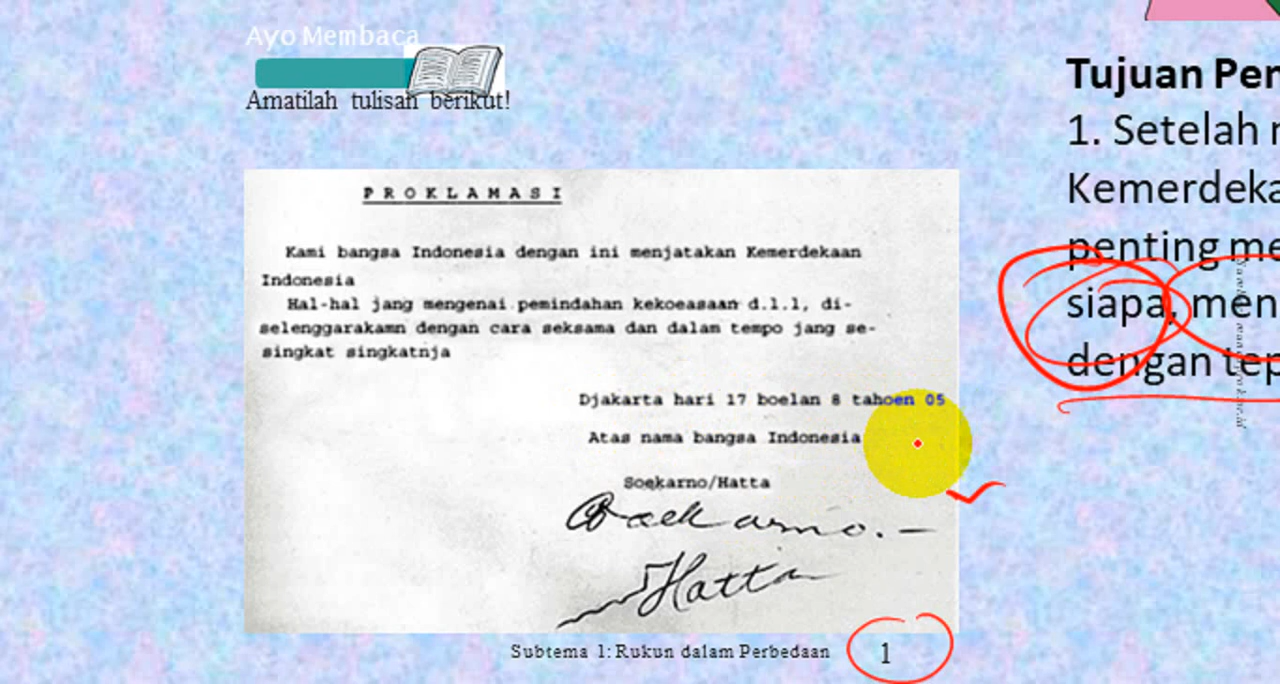 Ayo Membaca
Amatilah tulisan berikut!
P R O K L A M A S I
Kami bangsa Indonesia dengan ini menjatakan Kemerdekaan
Indonesia
Hal-hal jang mengenai pemindahan kekoeasaan d.l.l, di-
selenggarakamn dengan cara seksama dan dalam tempo jang se-
singkat singkatnja
Djakarta hari 17 boelan 8 tahoen 05
Atas nama bangsa Indonesia
Soekarno/Hatta
Soekarno.-
Hatta
Subtema 1: Rukun dalam Perbedaan 1
Tujuan Pem
1. Setelah
Kemerdeka
penting me
siapa, men
dengan tep